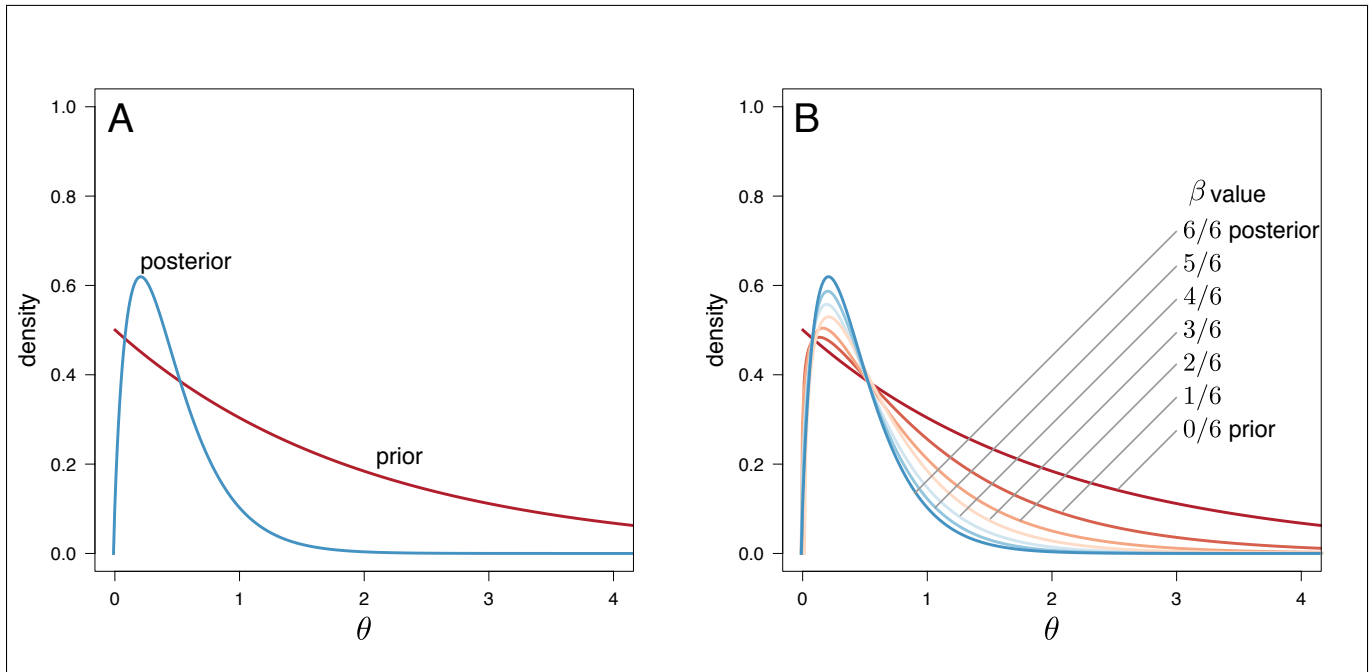 A
1.0
0.8
0.6
0.4
0.2
0.0
density
posterior
prior
0 1 2 3 4
θ
B
1.0
0.8
0.6
0.4
0.2
0.0
density
β value
6/6 posterior
5/6
4/6
3/6
2/6
1/6
0/6 prior
0 1 2 3 4
θ